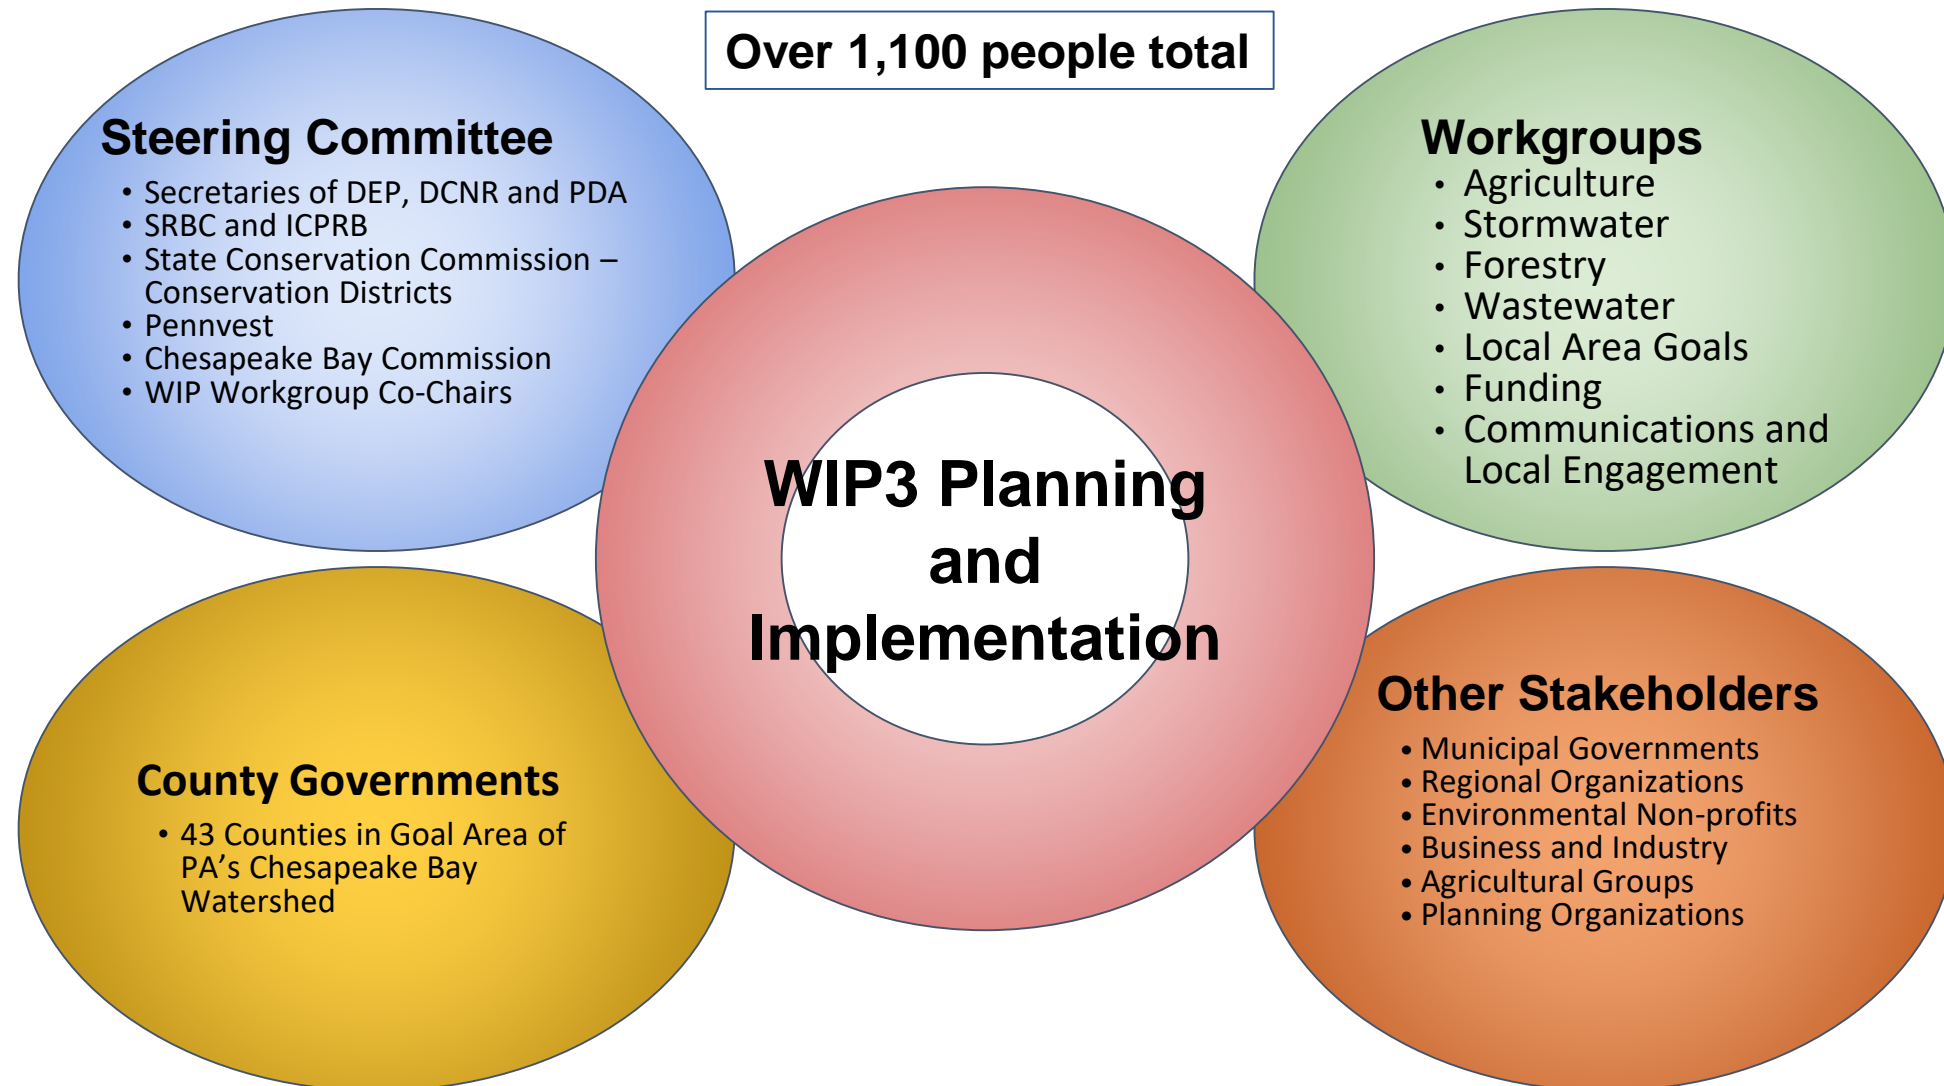 Over 1,100 people total
Steering Committee
• Secretaries of DEP, DCNR and PDA
• SRBC and ICPRB
• State Conservation Commission –
Conservation Districts
• Pennvest
• Chesapeake Bay Commission
• WIP Workgroup Co-Chairs
Workgroups
• Agriculture
• Stormwater
• Forestry
• Wastewater
• Local Area Goals
• Funding
• Communications and
Local Engagement
WIP3 Planning
and
Implementation
County Governments
• 43 Counties in Goal Area of
PA’s Chesapeake Bay
Watershed
Other Stakeholders
• Municipal Governments
• Regional Organizations
• Environmental Non-profits
• Business and Industry
• Agricultural Groups
• Planning Organizations